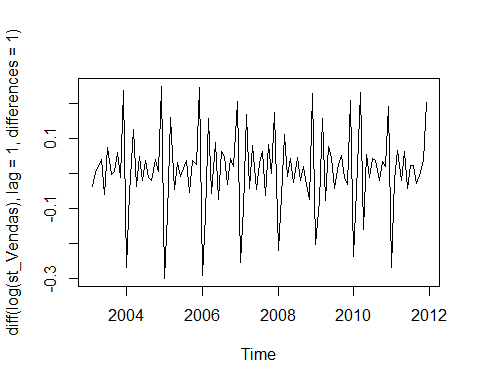 diff(log(st_Vendas), lag = 1, differences = 1)
0.1
-0.1
-0.3
2004 2006 2008 2010 2012
Time